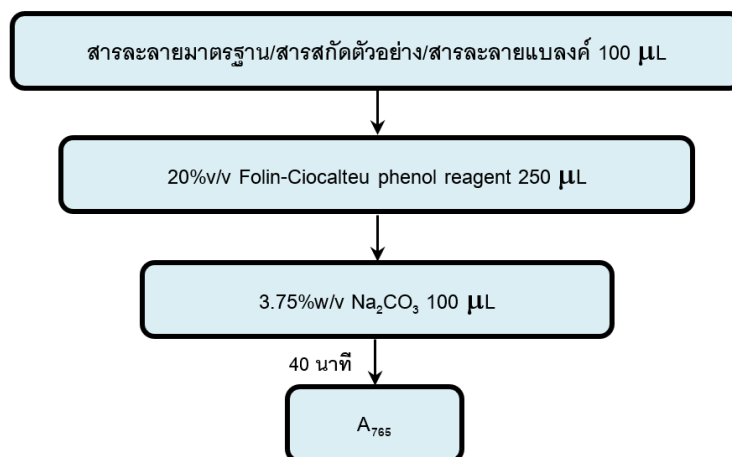 สารละลายมาตรฐาน/สารสกัดตัวอย่าง/สารละลายแบลงค์ 100 μL
20%v/v Folin-Ciocalteu phenol reagent 250 μL
3.75%w/v Na₂CO₃ 100 μL
40 นาที
A₇₆₅